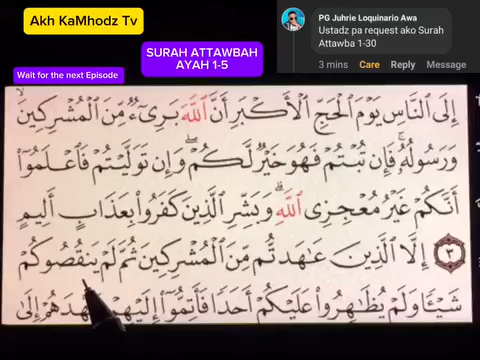 Akh KaMhodz Tv
PG Juhrie Loquinario Awa
Ustadz pa request ako Surah
Attawba 1-30
3 mins Care Reply Message
SURAH ATTAWBAH
AYAH 1-5
Wait for the next Episode
إِلَى ٱلنَّاسِ يَوْمَ ٱلْحَجِّ ٱلْأَكْبَرِ أَنَّ ٱللَّهَ بَرِىٓءٌ مِّنَ ٱلْمُشْرِكِينَ
وَرَسُولُهُۥ ۚ فَإِن تُبْتُمْ فَهُوَ خَيْرٌ لَّكُمْ ۖ وَإِن تَوَلَّيْتُمْ فَٱعْلَمُوٓا۟
أَنَّكُمْ غَيْرُ مُعْجِزِى ٱللَّهِ ۗ وَبَشِّرِ ٱلَّذِينَ كَفَرُوا۟ بِعَذَابٍ أَلِيمٍ
٣ إِلَّا ٱلَّذِينَ عَٰهَدتُّم مِّنَ ٱلْمُشْرِكِينَ ثُمَّ لَمْ يَنقُصُوكُمْ
شَيْـًٔا وَلَمْ يُظَٰهِرُوا۟ عَلَيْكُمْ أَحَدًا فَأَتِمُّوٓا۟ إِلَيْهِمْ عَهْدَهُمْ إِلَىٰ